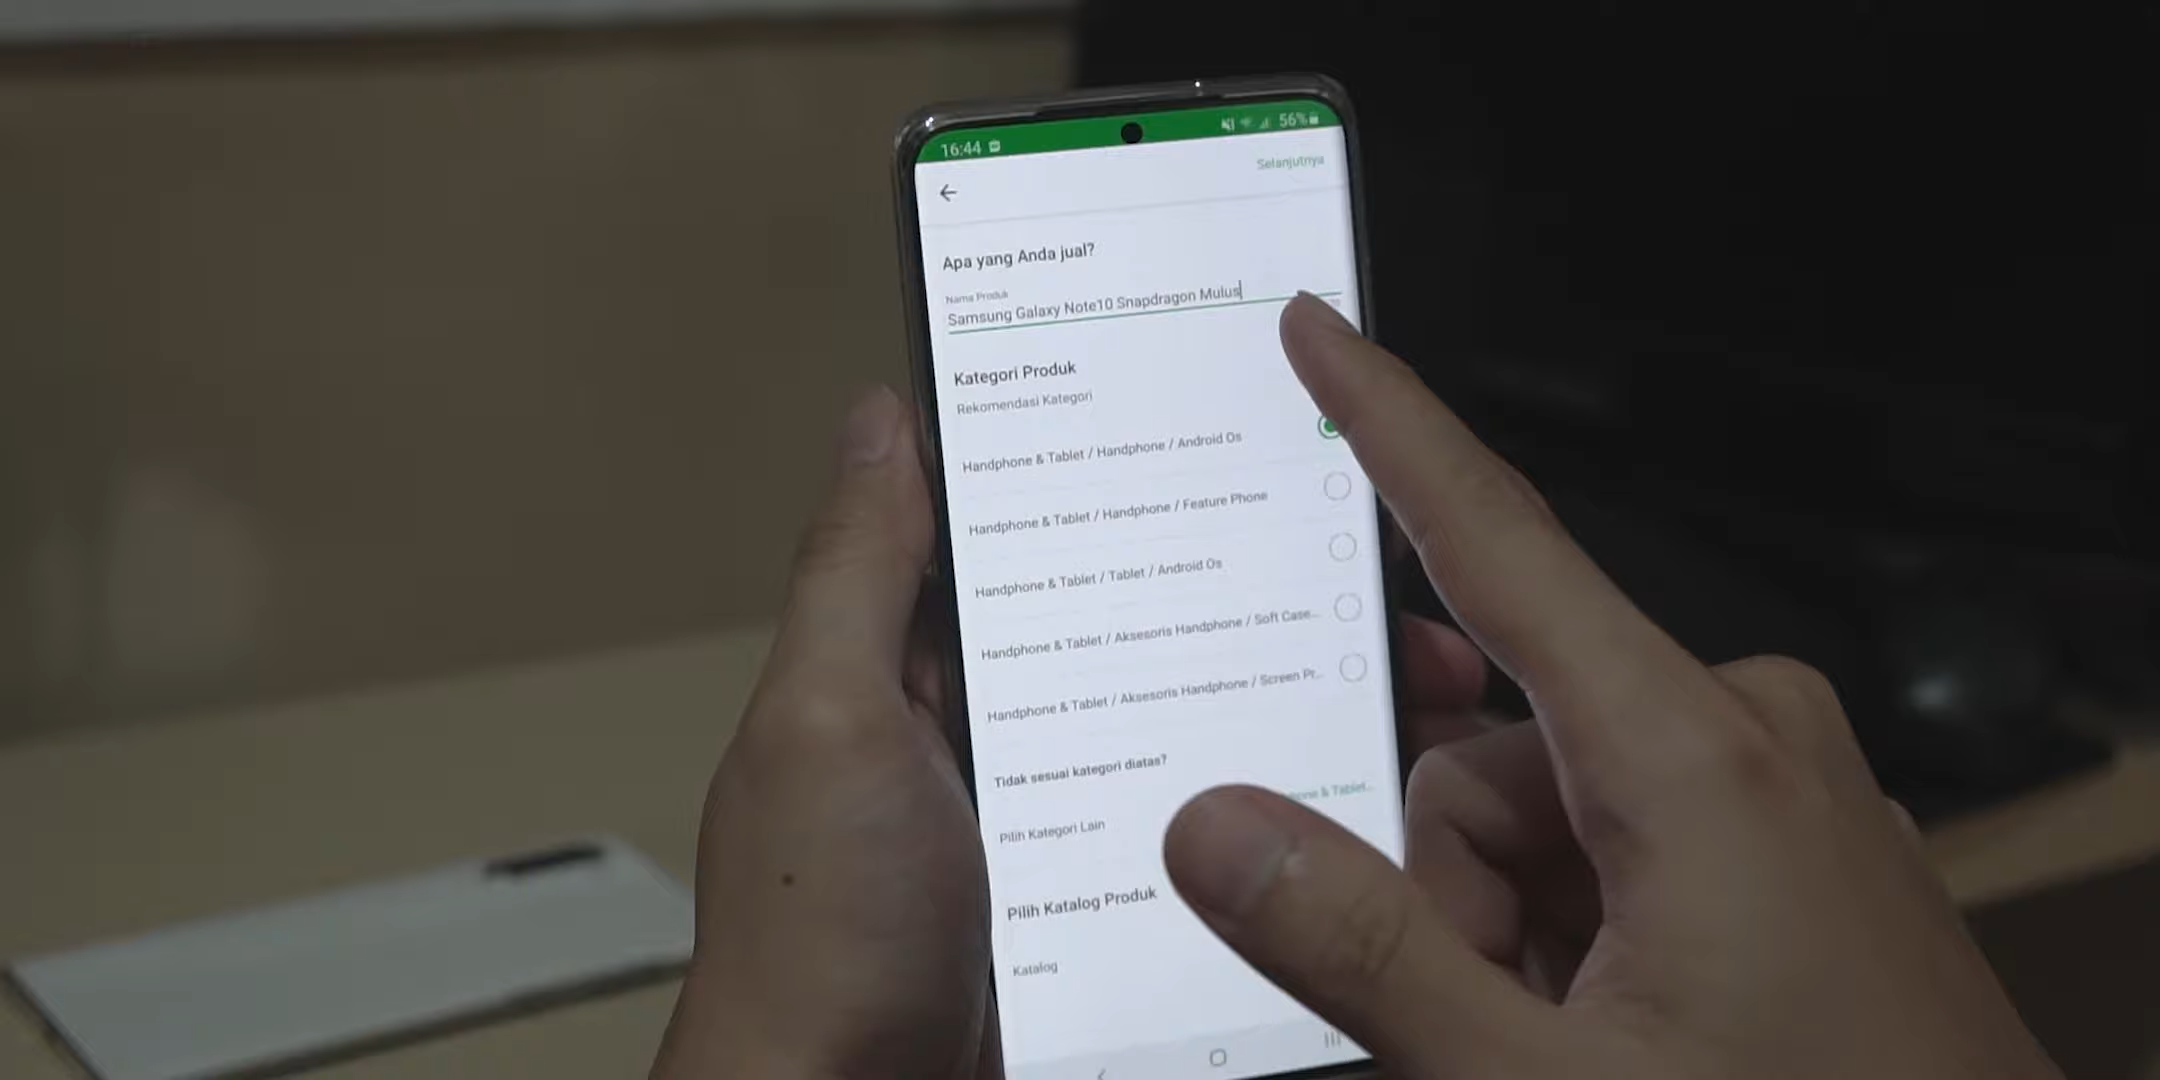 16:44
56%
Selanjutnya
Apa yang Anda jual?
Nama Produk
Samsung Galaxy Note10 Snapdragon Mulus
Kategori Produk
Rekomendasi Kategori
Handphone & Tablet / Handphone / Android Os
Handphone & Tablet / Handphone / Feature Phone
Handphone & Tablet / Tablet / Android Os
Handphone & Tablet / Aksesoris Handphone / Soft Case...
Handphone & Tablet / Aksesoris Handphone / Screen Pr...
Tidak sesuai kategori diatas?
Pilih Kategori Lain
& Tablet...
Pilih Katalog Produk
Katalog